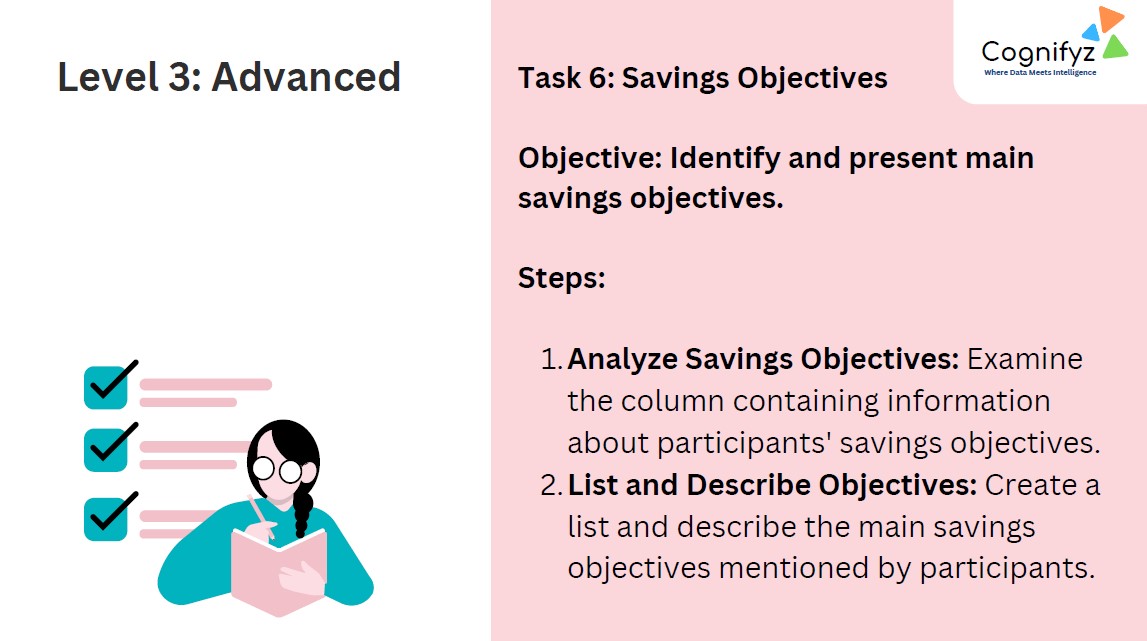 Level 3: Advanced
Cognifyz
Where Data Meets Intelligence
Task 6: Savings Objectives
Objective: Identify and present main
savings objectives.
Steps:
1. Analyze Savings Objectives: Examine
the column containing information
about participants' savings objectives.
2. List and Describe Objectives: Create a
list and describe the main savings
objectives mentioned by participants.